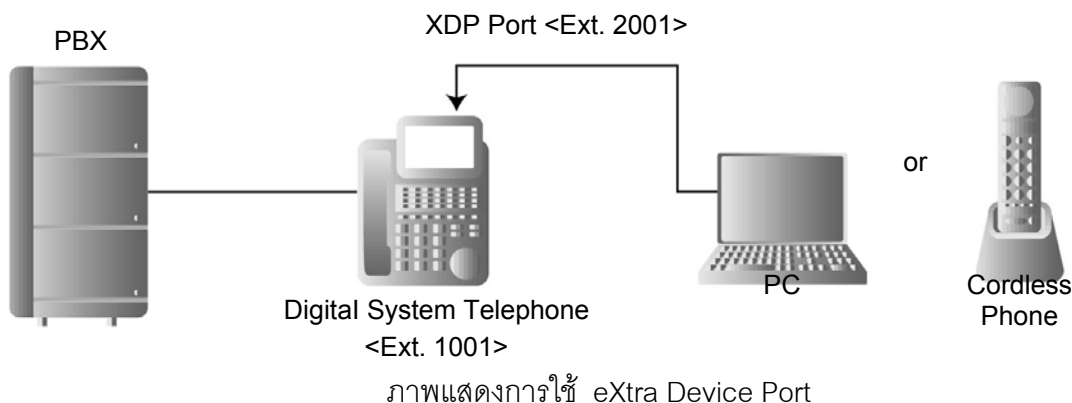 XDP Port <Ext. 2001>
PBX
or
PC
Cordless
Phone
Digital System Telephone
<Ext. 1001>
ภาพแสดงการใช้ eXtra Device Port